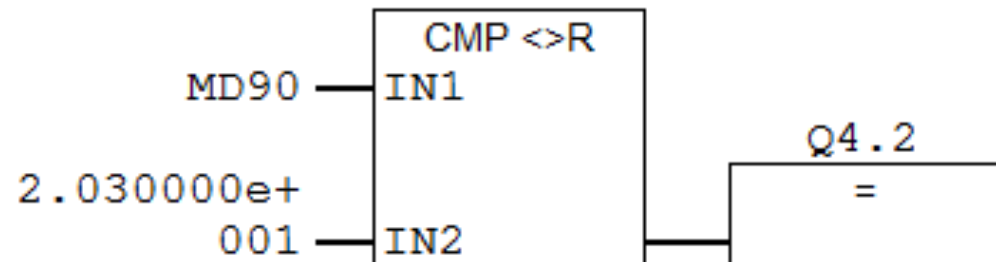 CMP <>R
MD90 IN1
Q4.2
2.030000e+ =
001 IN2